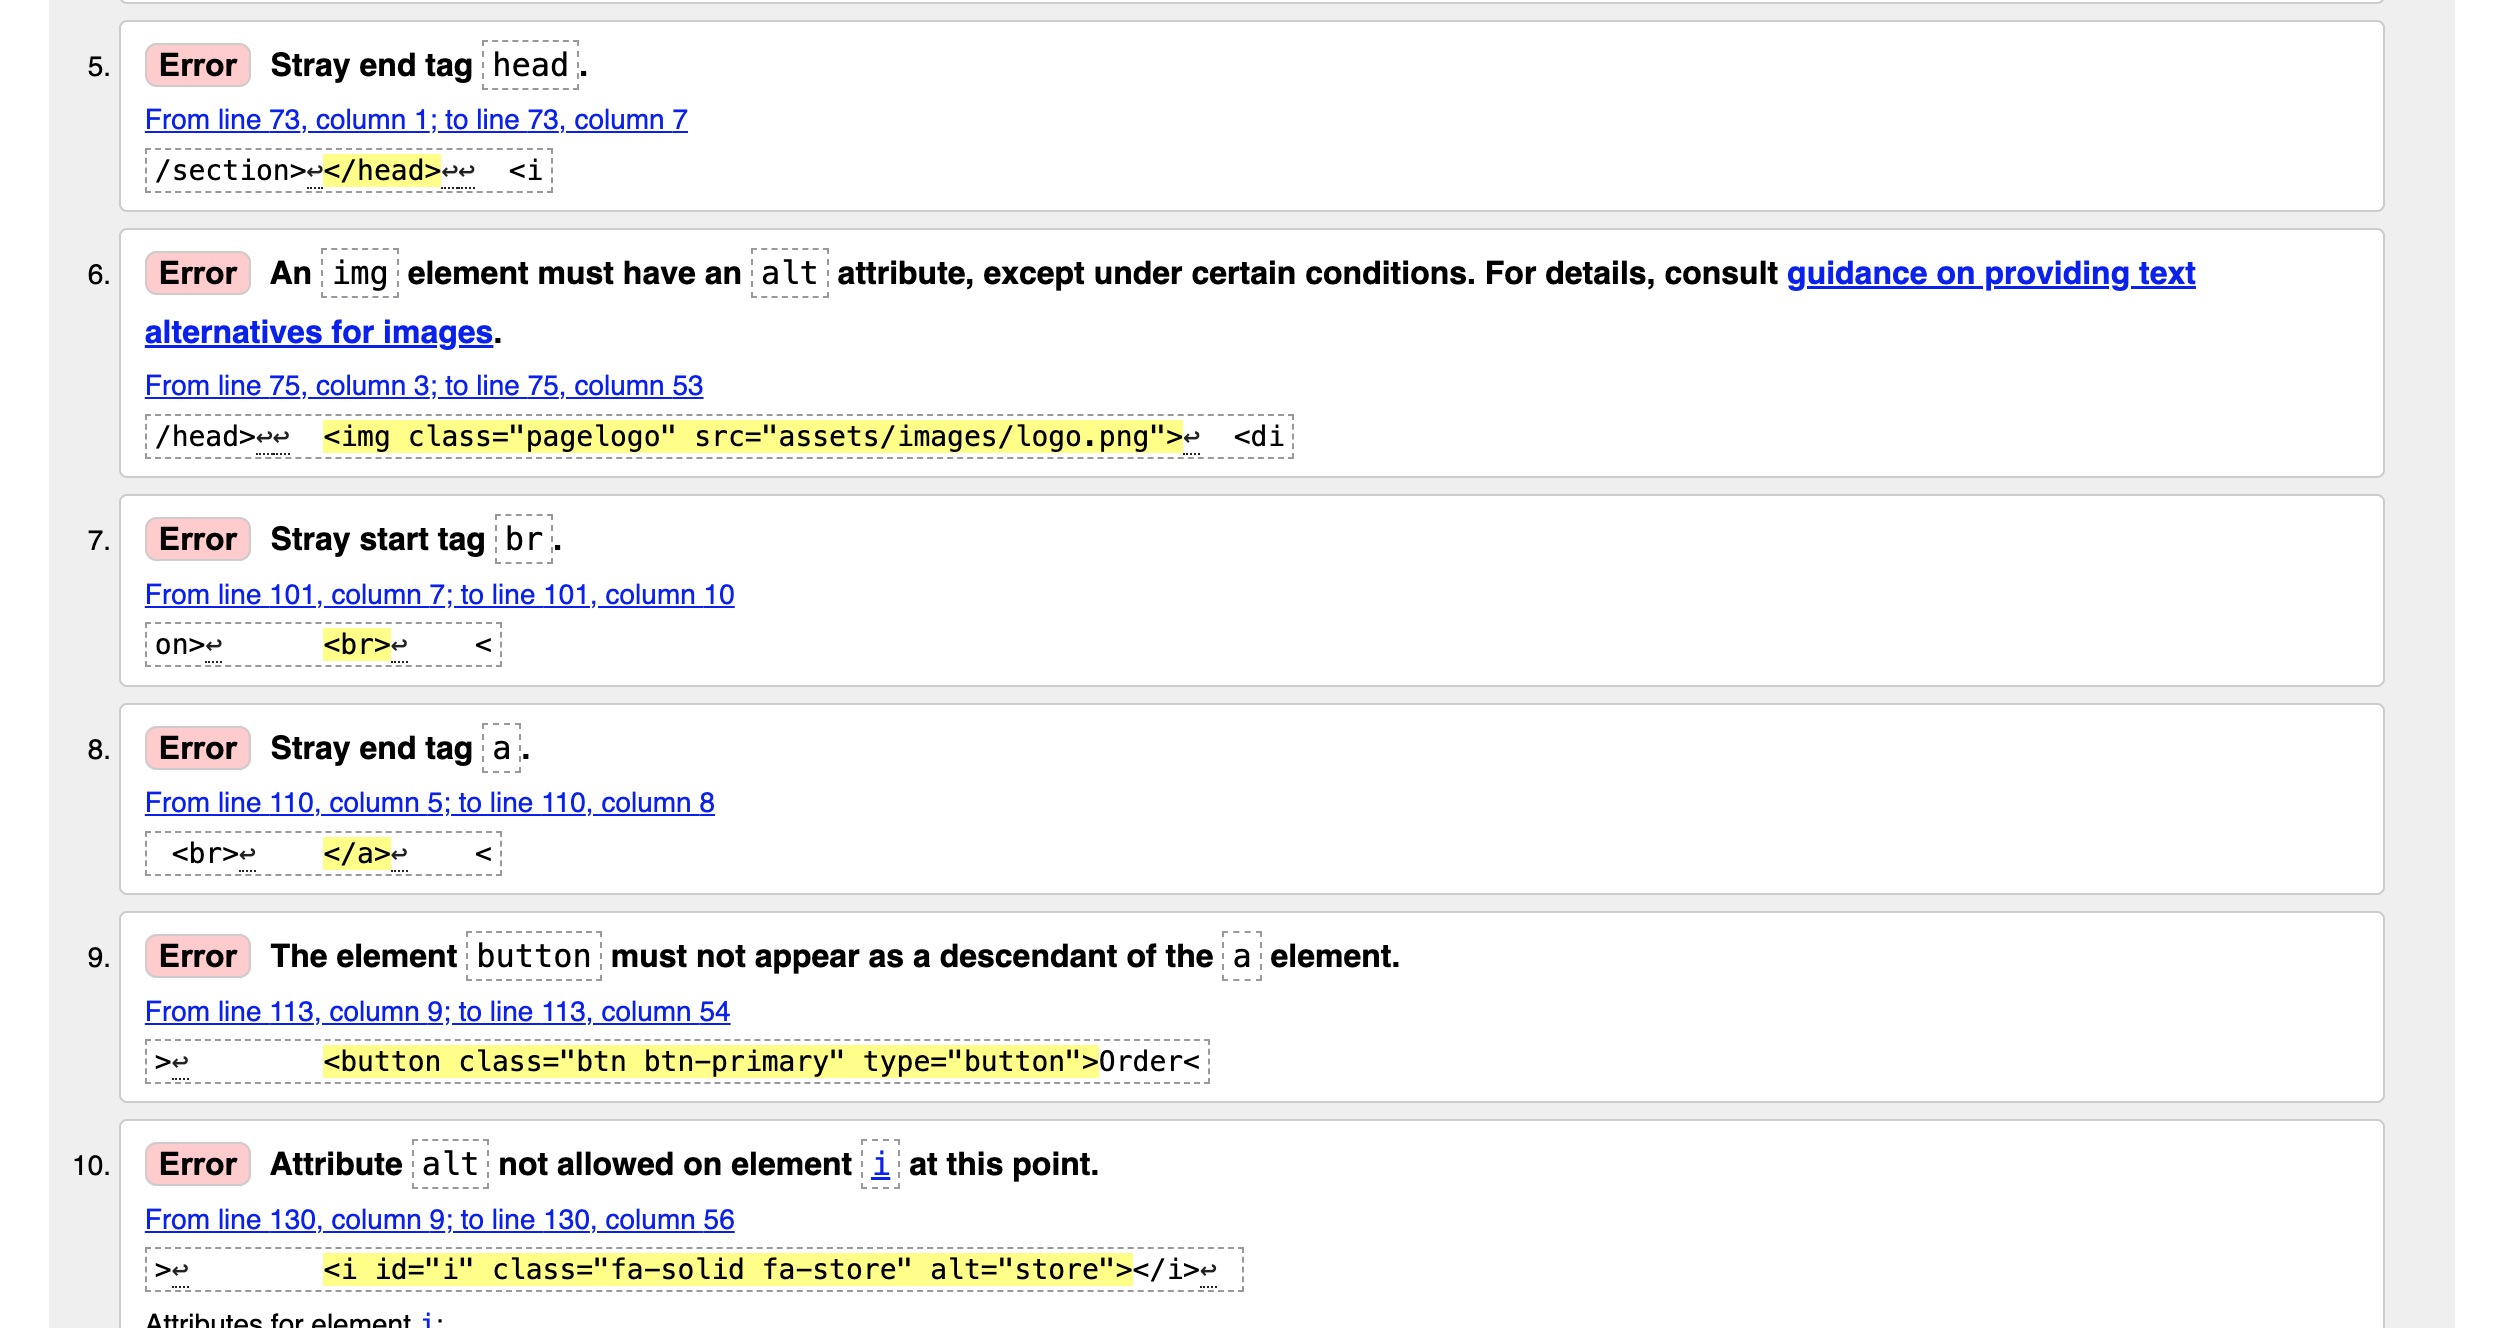 5. Error Stray end tag head.
From line 73, column 1; to line 73, column 7
/section>↩</head>↩↩  <i
6. Error An img element must have an alt attribute, except under certain conditions. For details, consult guidance on providing text
alternatives for images.
From line 75, column 3; to line 75, column 53
/head>↩↩  <img class="pagelogo" src="assets/images/logo.png">↩  <di
7. Error Stray start tag br.
From line 101, column 7; to line 101, column 10
on>↩      <br>↩    <
8. Error Stray end tag a.
From line 110, column 5; to line 110, column 8
<br>↩    </a>↩    <
9. Error The element button must not appear as a descendant of the a element.
From line 113, column 9; to line 113, column 54
>↩        <button class="btn btn-primary" type="button">Order<
10. Error Attribute alt not allowed on element i at this point.
From line 130, column 9; to line 130, column 56
>↩        <i id="i" class="fa-solid fa-store" alt="store"></i>↩
Attributes for element i: